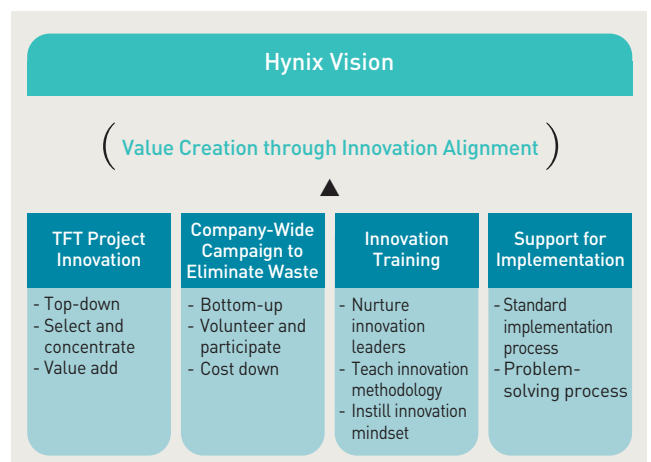 Hynix Vision
( Value Creation through Innovation Alignment )
TFT Project
Innovation
- Top-down
- Select and
concentrate
- Value add
Company-Wide
Campaign to
Eliminate Waste
- Bottom-up
- Volunteer and
participate
- Cost down
Innovation
Training
- Nurture
innovation
leaders
- Teach innovation
methodology
- Instill innovation
mindset
Support for
Implementation
- Standard
implementation
process
- Problem-
solving process